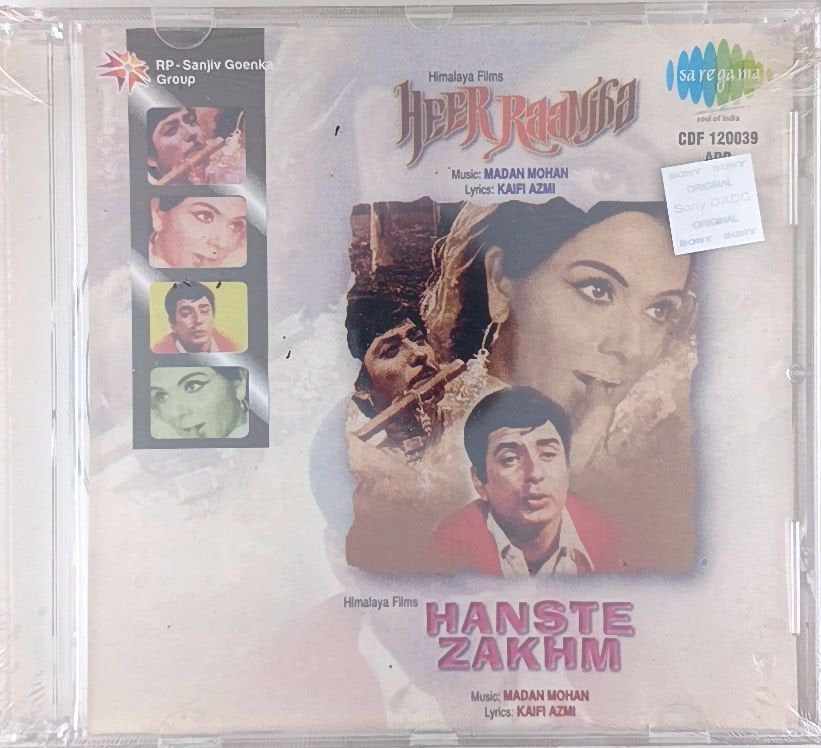 RP-Sanjiv Goenka
Group
Himalaya Films
HEER RAANJHA
Music: MADAN MOHAN
Lyrics: KAIFI AZMI
saregama
soul of India
CDF 120039
SONY SONY
ORIGINAL
Sony DADC
ORIGINAL
SONY SONY
Himalaya Films
HANSTE
ZAKHM
Music: MADAN MOHAN
Lyrics: KAIFI AZMI